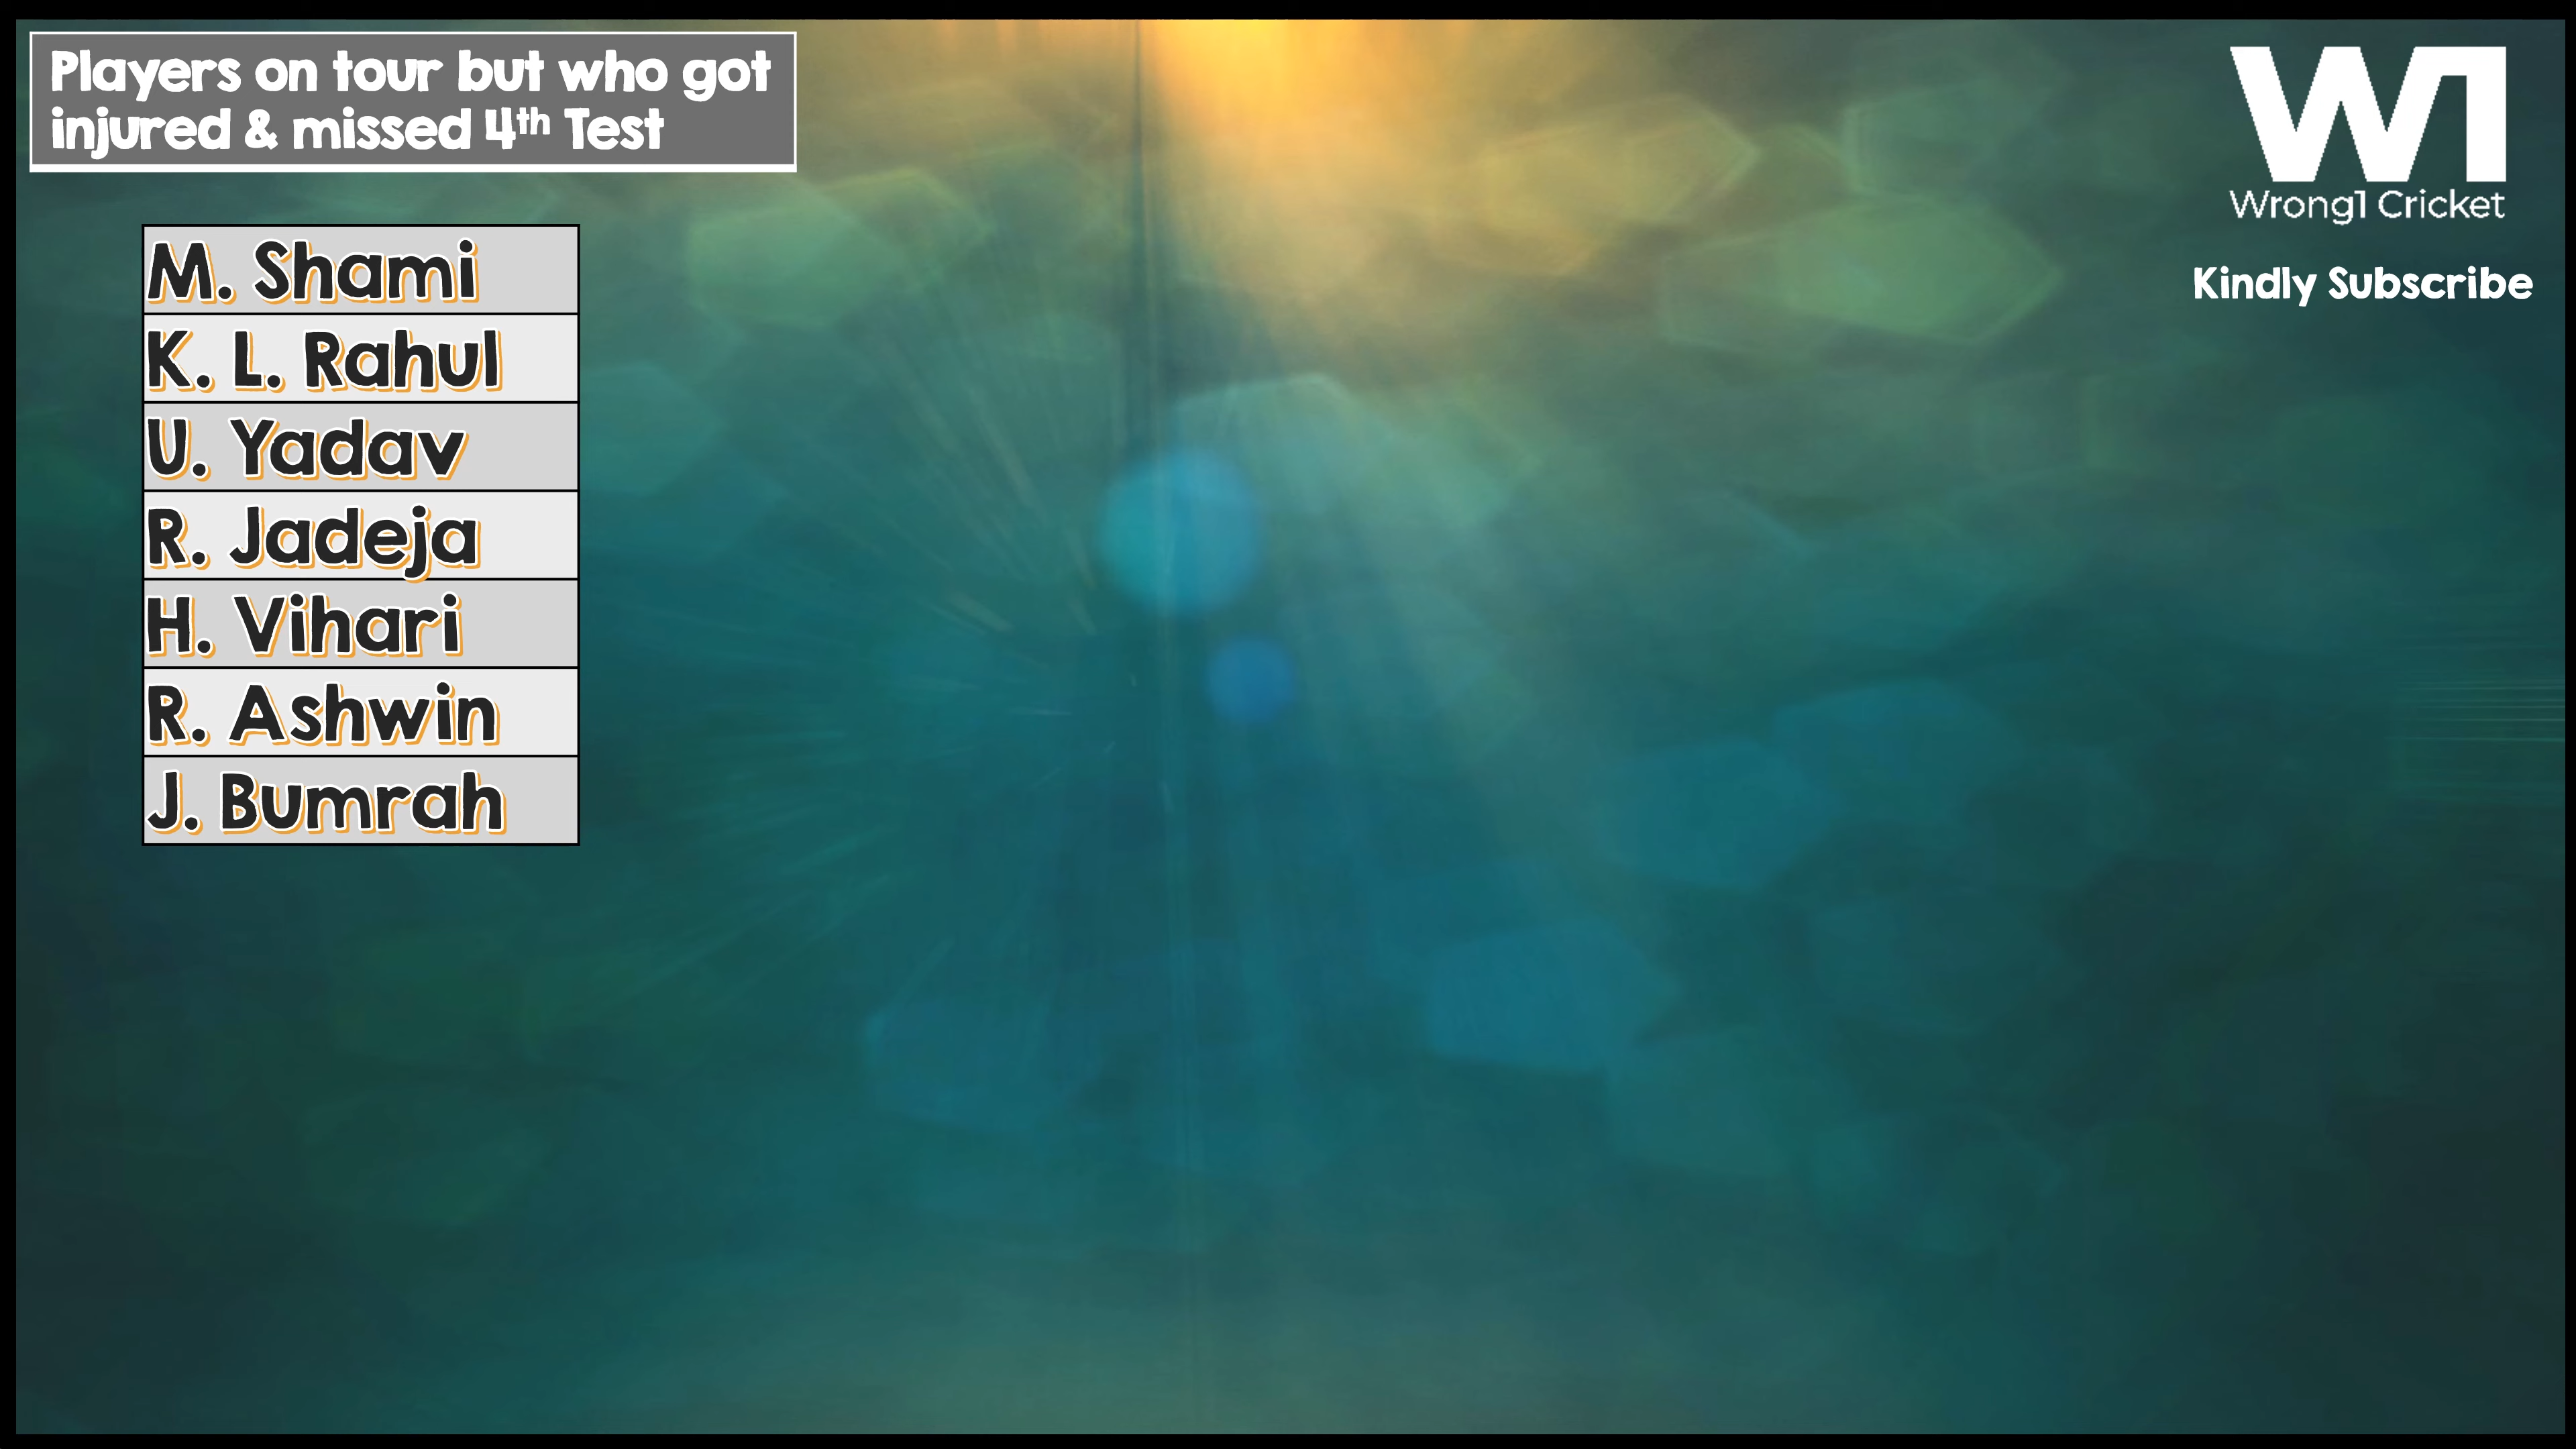 Players on tour but who got
injured & missed 4th Test
W1
Wrong1 Cricket
Kindly Subscribe
M. Shami
K. L. Rahul
U. Yadav
R. Jadeja
H. Vihari
R. Ashwin
J. Bumrah